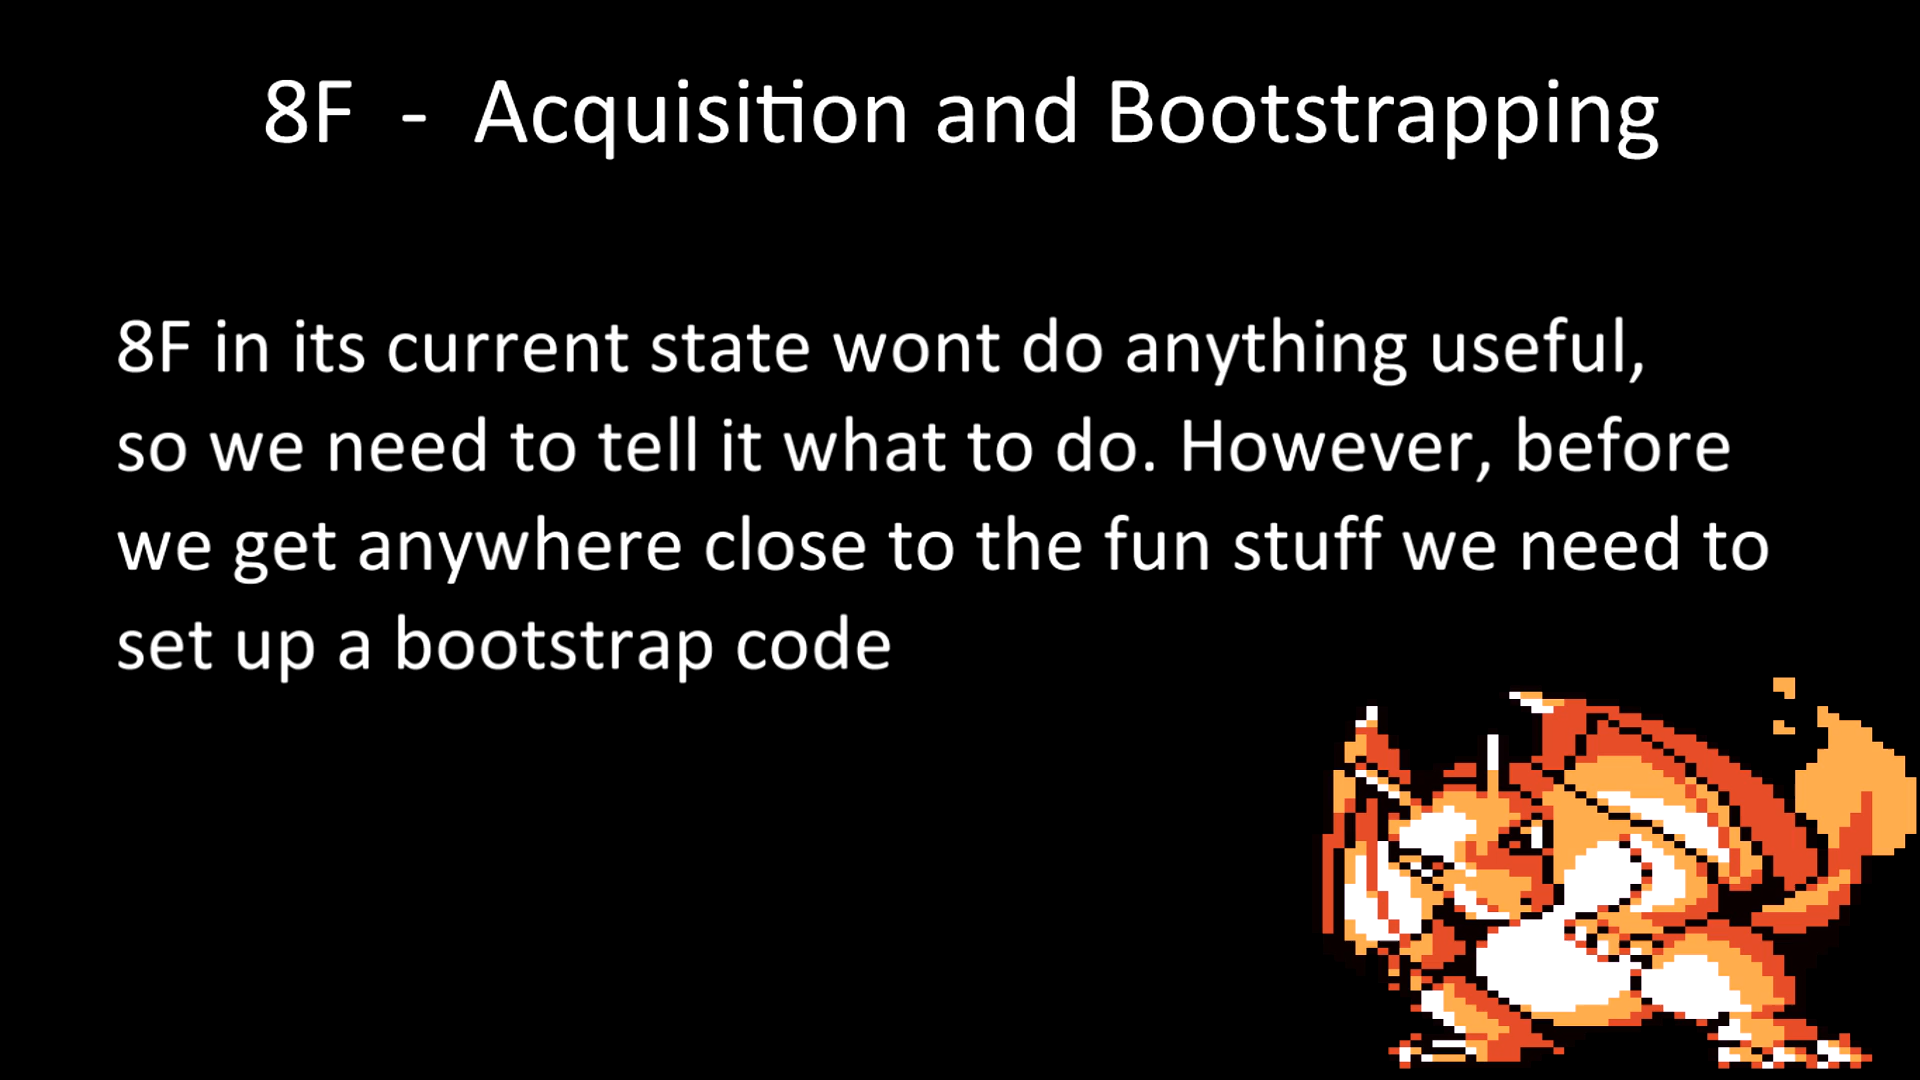 8F - Acquisition and Bootstrapping
8F in its current state wont do anything useful,
so we need to tell it what to do. However, before
we get anywhere close to the fun stuff we need to
set up a bootstrap code